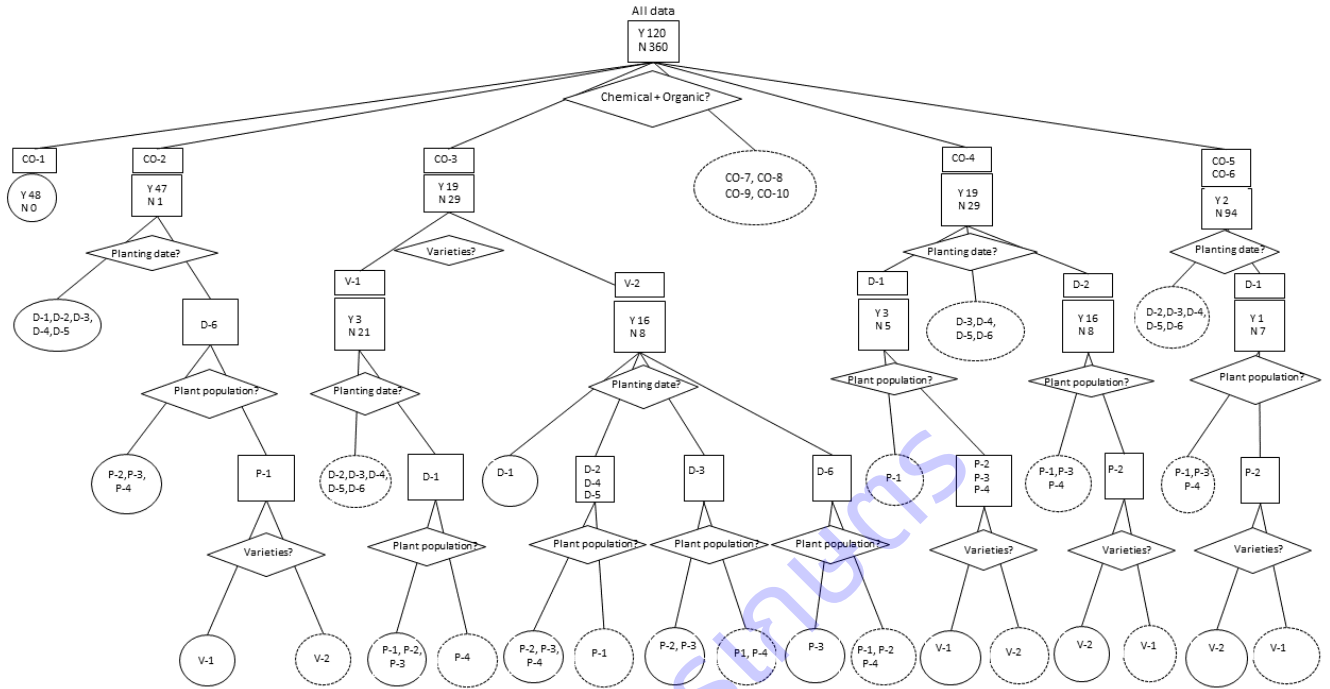 All data
Y 120
N 360
Chemical + Organic?
CO-1
CO-2
CO-3
CO-4
CO-5
CO-6
Y 48
N 0
Y 47
N 1
Y 19
N 29
CO-7, CO-8
CO-9, CO-10
Y 19
N 29
Y 2
N 94
Planting date?
Varieties?
Planting date?
Planting date?
V-1
V-2
D-1
D-2
D-1
D-1,D-2,D-3,
D-4,D-5
D-6
Y 3
N 21
Y 16
N 8
Y 3
N 5
D-3,D-4,
D-5,D-6
Y 16
N 8
D-2,D-3,D-4,
D-5,D-6
Y 1
N 7
Plant population?
Planting date?
Planting date?
Plant population?
Plant population?
Plant population?
P-2,P-3,
P-4
P-1
D-2,D-3,D-4,
D-5,D-6
D-1
D-1
D-2
D-4
D-5
D-3
D-6
P-1
P-2
P-3
P-4
P-1,P-3
P-4
P-2
P-1,P-3
P-4
P-2
Varieties?
Plant population?
Plant population?
Plant population?
Plant population?
Varieties?
Varieties?
Varieties?
V-1
V-2
P-1, P-2,
P-3
P-4
P-2, P-3,
P-4
P-1
P-2, P-3
P1, P-4
P-3
P-1, P-2
P-4
V-1
V-2
V-2
V-1
V-2
V-1